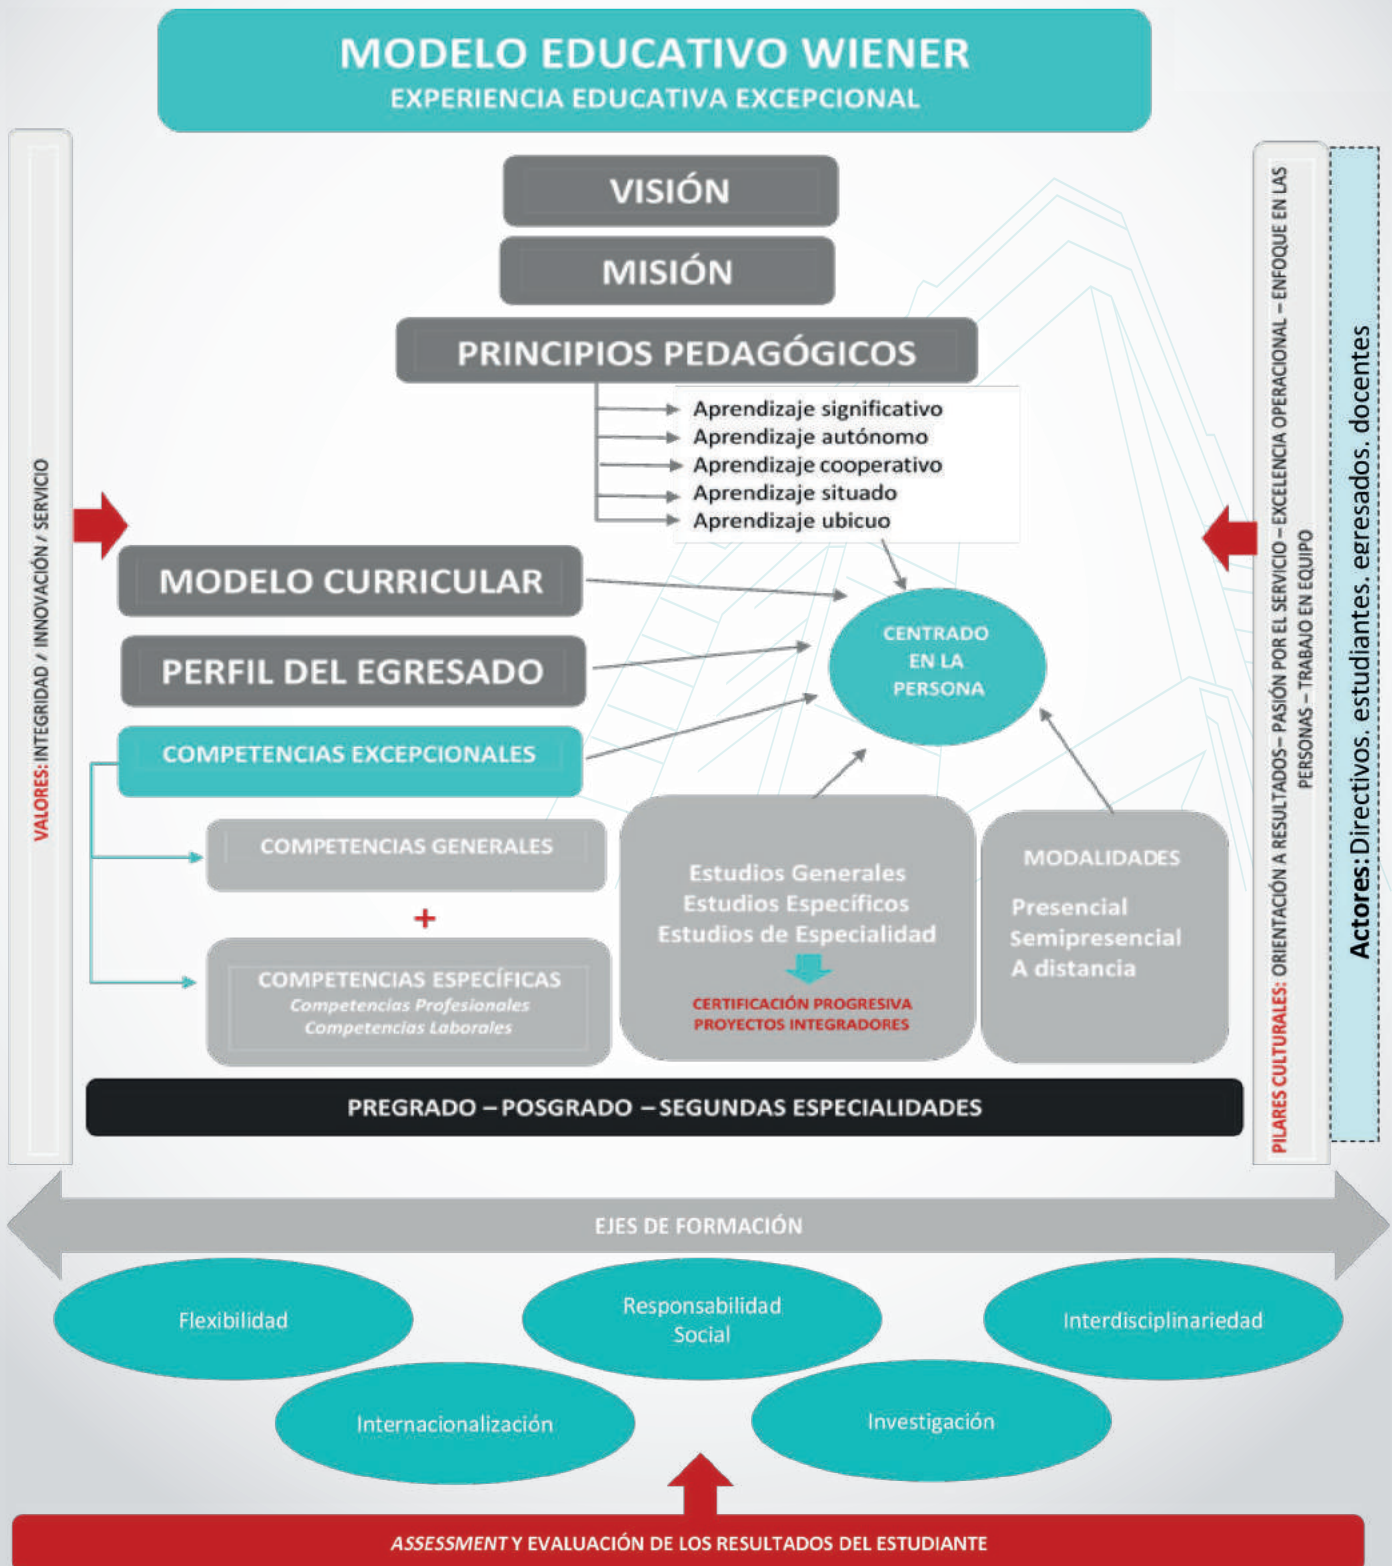 MODELO EDUCATIVO WIENER
EXPERIENCIA EDUCATIVA EXCEPCIONAL
VISIÓN
MISIÓN
PRINCIPIOS PEDAGÓGICOS
Aprendizaje significativo
Aprendizaje autónomo
Aprendizaje cooperativo
Aprendizaje situado
Aprendizaje ubicuo
VALORES: INTEGRIDAD / INNOVACIÓN / SERVICIO
MODELO CURRICULAR
PERFIL DEL EGRESADO
COMPETENCIAS EXCEPCIONALES
CENTRADO
EN LA
PERSONA
COMPETENCIAS GENERALES
+
COMPETENCIAS ESPECÍFICAS
Competencias Profesionales
Competencias Laborales
Estudios Generales
Estudios Específicos
Estudios de Especialidad
CERTIFICACIÓN PROGRESIVA
PROYECTOS INTEGRADORES
MODALIDADES
Presencial
Semipresencial
A distancia
PILARES CULTURALES: ORIENTACIÓN A RESULTADOS– PASIÓN POR EL SERVICIO – EXCELENCIA OPERACIONAL – ENFOQUE EN LAS
PERSONAS – TRABAJO EN EQUIPO
Actores: Directivos. estudiantes. egresados. docentes
PREGRADO – POSGRADO – SEGUNDAS ESPECIALIDADES
EJES DE FORMACIÓN
Flexibilidad
Responsabilidad
Social
Interdisciplinariedad
Internacionalización
Investigación
ASSESSMENT Y EVALUACIÓN DE LOS RESULTADOS DEL ESTUDIANTE